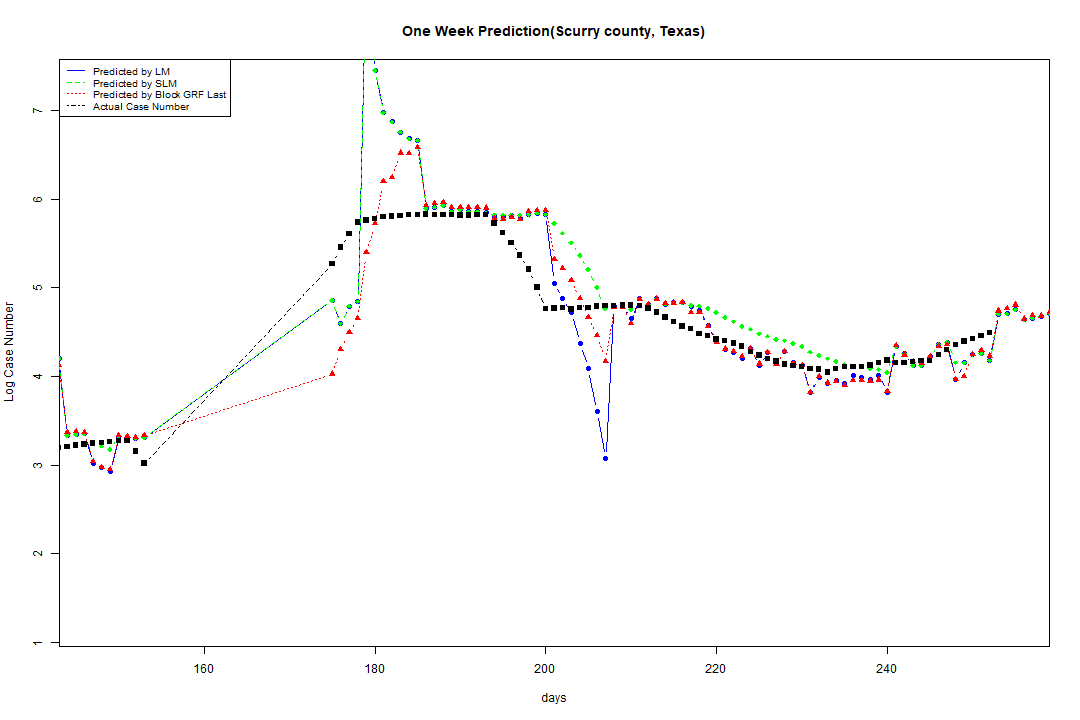 One Week Prediction(Scurry county, Texas)
Predicted by LM
Predicted by SLM
Predicted by Block GRF Last
Actual Case Number
7
6
5
4
3
2
1
Log Case Number
160 180 200 220 240
days